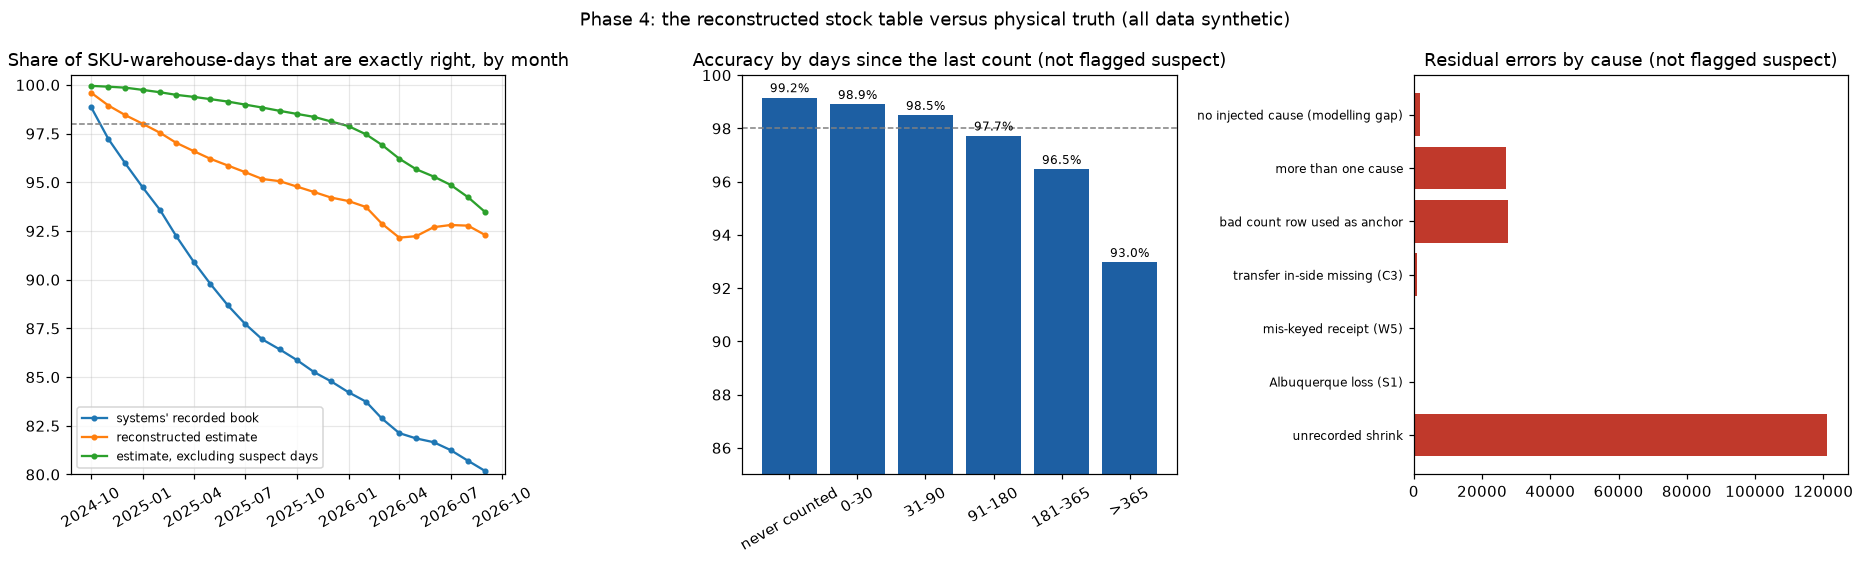 Phase 4: the reconstructed stock table versus physical truth (all data synthetic)
Share of SKU-warehouse-days that are exactly right, by month
100.0
97.5
95.0
92.5
90.0
87.5
85.0
82.5
80.0
systems' recorded book
reconstructed estimate
estimate, excluding suspect days
2024-10
2025-01
2025-04
2025-07
2025-10
2026-01
2026-04
2026-07
2026-10
Accuracy by days since the last count (not flagged suspect)
100
98
96
94
92
90
88
86
99.2%
98.9%
98.5%
97.7%
96.5%
93.0%
never counted
0-30
31-90
91-180
181-365
>365
Residual errors by cause (not flagged suspect)
no injected cause (modelling gap)
more than one cause
bad count row used as anchor
transfer in-side missing (C3)
mis-keyed receipt (W5)
Albuquerque loss (S1)
unrecorded shrink
0
20000
40000
60000
80000
100000
120000